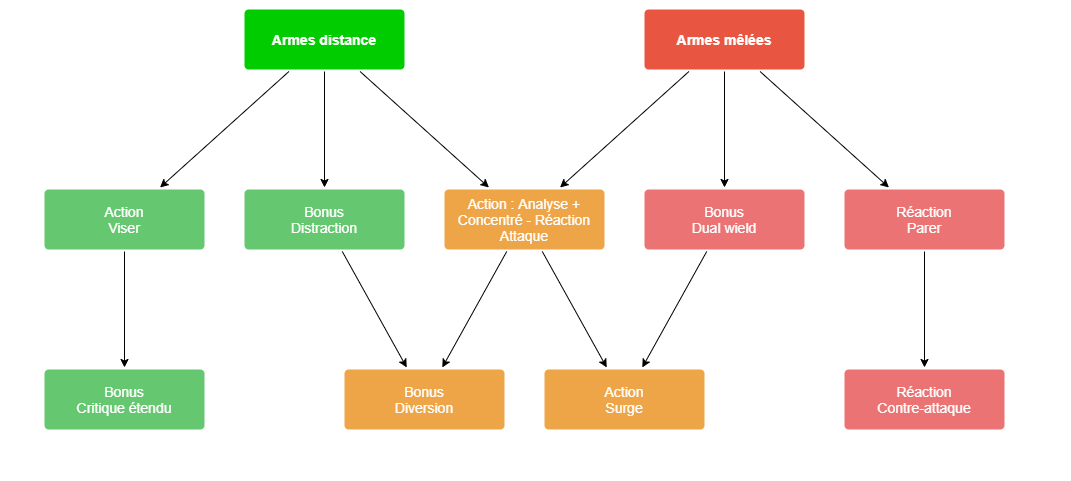 Armes distance
Armes mêlées
Action
Viser
Bonus
Distraction
Action : Analyse +
Concentré - Réaction
Attaque
Bonus
Dual wield
Réaction
Parer
Bonus
Critique étendu
Bonus
Diversion
Action
Surge
Réaction
Contre-attaque